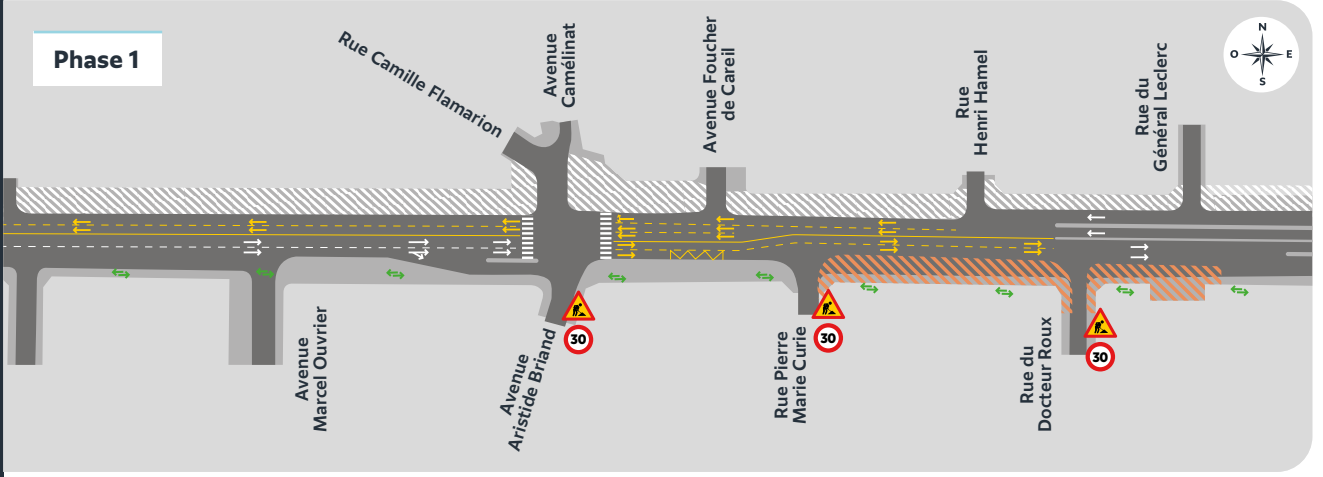 Phase 1
Rue Camille Flamarion
Avenue
Camélinat
Avenue Foucher
de Careil
Rue
Henri Hamel
Rue du
Général Leclerc
N
O
E
S
Avenue
Marcel Ouvrier
Avenue
Aristide Briand
30
Rue Pierre
Marie Curie
30
Rue du
Docteur Roux
30